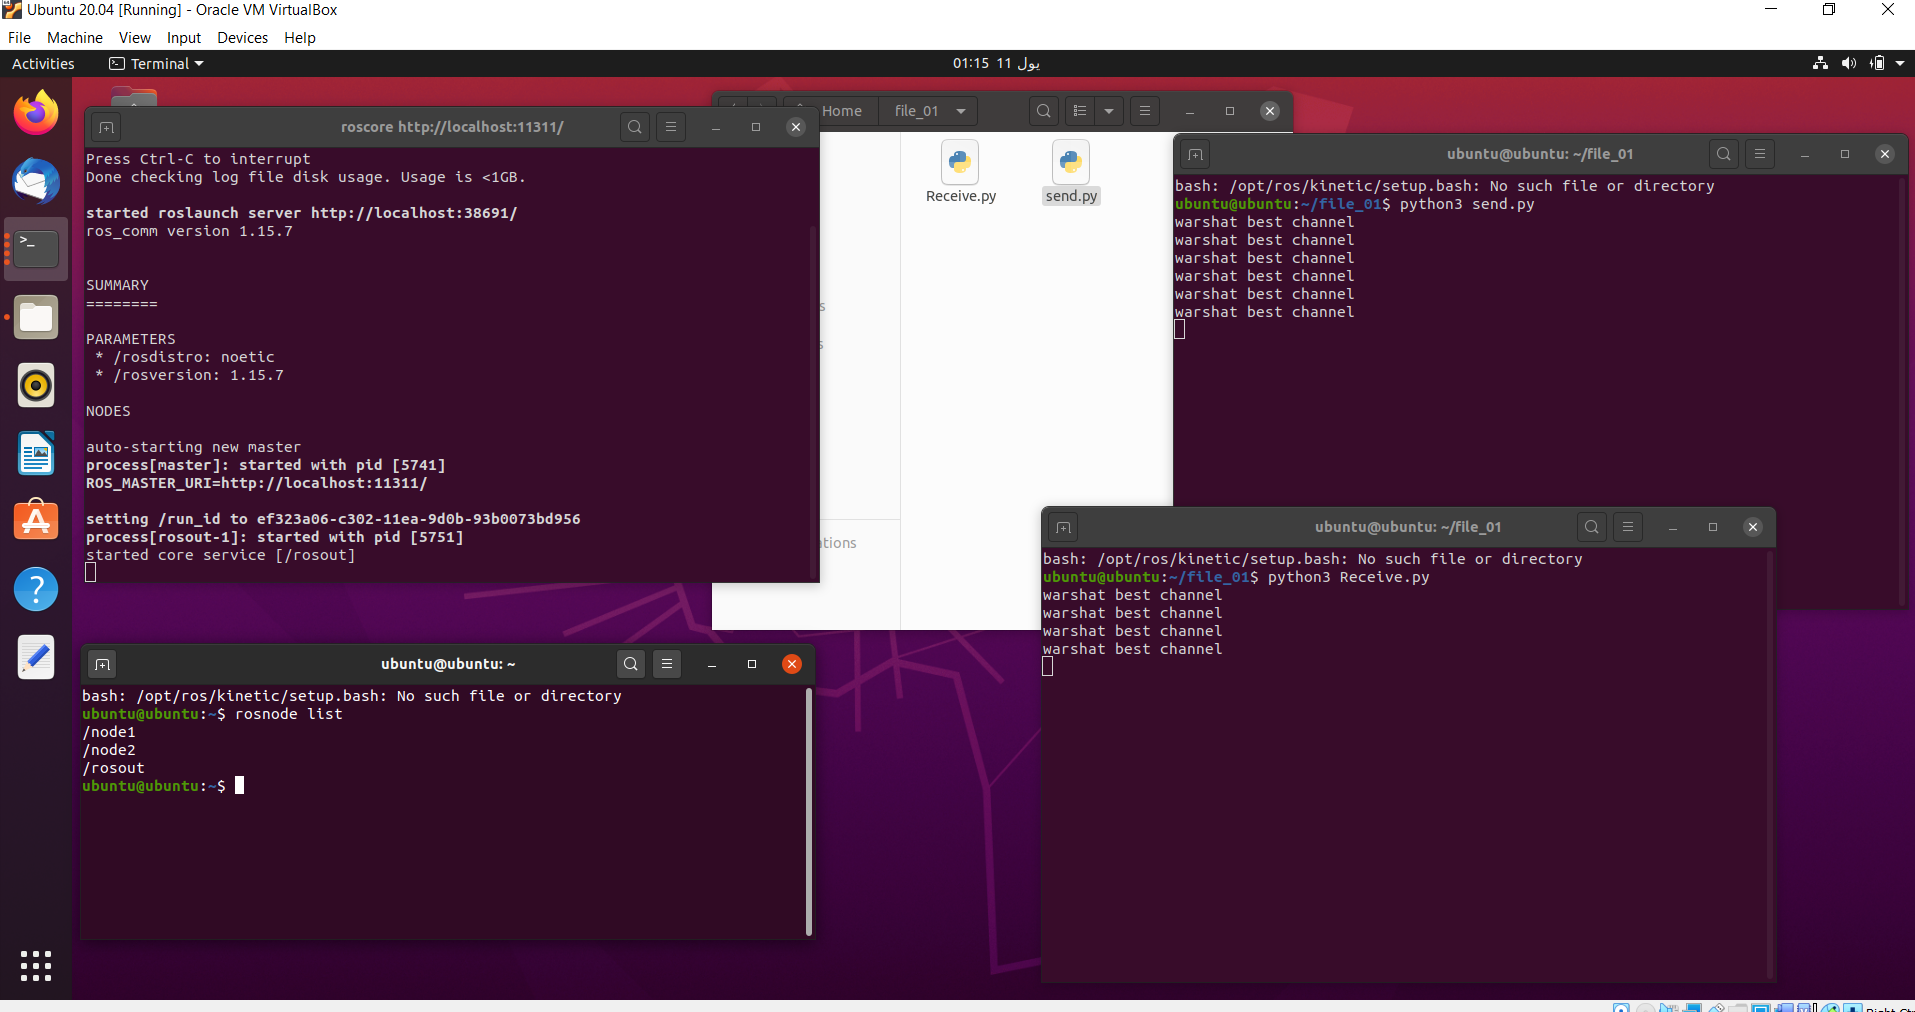 Ubuntu 20.04 [Running] - Oracle VM VirtualBox
File Machine View Input Devices Help
Activities
Terminal
01:15 11 يول
roscore http://localhost:11311/
Press Ctrl-C to interrupt
Done checking log file disk usage. Usage is <1GB.
started roslaunch server http://localhost:38691/
ros_comm version 1.15.7
SUMMARY
========
PARAMETERS
* /rosdistro: noetic
* /rosversion: 1.15.7
NODES
auto-starting new master
process[master]: started with pid [5741]
ROS_MASTER_URI=http://localhost:11311/
setting /run_id to ef323a06-c302-11ea-9d0b-93b0073bd956
process[rosout-1]: started with pid [5751]
started core service [/rosout]
Home file_01
Receive.py
send.py
ubuntu@ubuntu: ~/file_01
bash: /opt/ros/kinetic/setup.bash: No such file or directory
ubuntu@ubuntu:~/file_01$ python3 send.py
warshat best channel
warshat best channel
warshat best channel
warshat best channel
warshat best channel
warshat best channel
ubuntu@ubuntu: ~/file_01
bash: /opt/ros/kinetic/setup.bash: No such file or directory
ubuntu@ubuntu:~/file_01$ python3 Receive.py
warshat best channel
warshat best channel
warshat best channel
warshat best channel
ubuntu@ubuntu: ~
bash: /opt/ros/kinetic/setup.bash: No such file or directory
ubuntu@ubuntu:~$ rosnode list
/node1
/node2
/rosout
ubuntu@ubuntu:~$